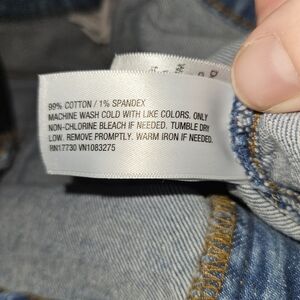 99% COTTON / 1% SPANDEX
MACHINE WASH COLD WITH LIKE COLORS. ONLY
NON-CHLORINE BLEACH IF NEEDED. TUMBLE DRY
LOW. REMOVE PROMPTLY. WARM IRON IF NEEDED.
RN17730 VN1083275